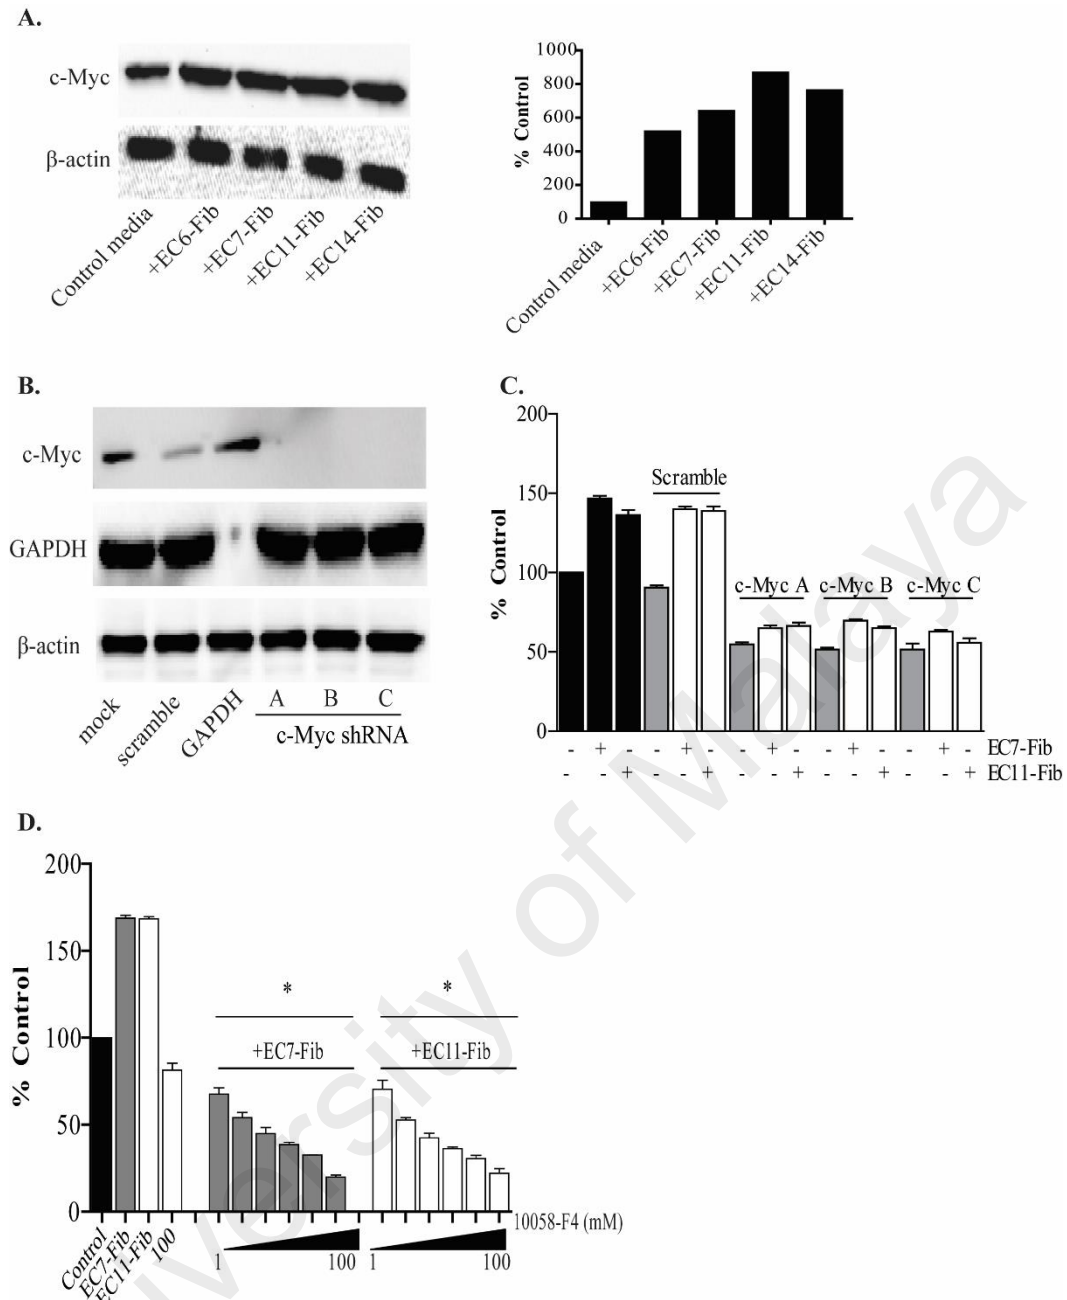 A.
c-Myc
β-actin
Control media
+EC6-Fib
+EC7-Fib
+EC11-Fib
+EC14-Fib
% Control
1000
800
600
400
200
0
Control media
+EC6-Fib
+EC7-Fib
+EC11-Fib
+EC14-Fib
B.
c-Myc
GAPDH
β-actin
mock
scramble
GAPDH
A B C
c-Myc shRNA
C.
% Control
200
150
100
50
0
Scramble
c-Myc A c-Myc B c-Myc C
- + - - + - - + - - + - - + - EC7-Fib
- - + - - + - - + - - + - - + EC11-Fib
D.
% Control
200
150
100
50
0
* *
+EC7-Fib +EC11-Fib
Control
EC7-Fib
EC11-Fib
100
10058-F4 (mM)
1 100 1 100
University of Malaya